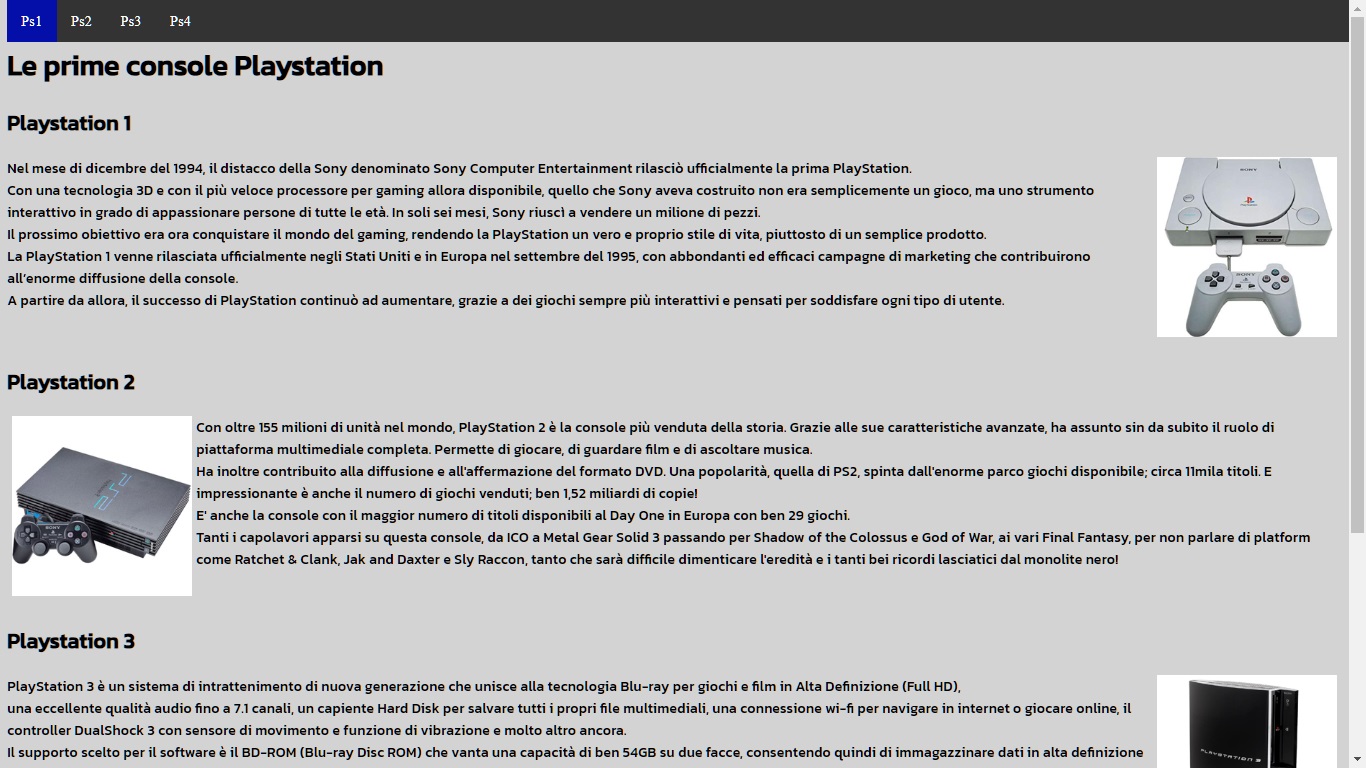 Ps1 Ps2 Ps3 Ps4
Le prime console Playstation
Playstation 1
Nel mese di dicembre del 1994, il distacco della Sony denominato Sony Computer Entertainment rilasciò ufficialmente la prima PlayStation.
Con una tecnologia 3D e con il più veloce processore per gaming allora disponibile, quello che Sony aveva costruito non era semplicemente un gioco, ma uno strumento
interattivo in grado di appassionare persone di tutte le età. In soli sei mesi, Sony riuscì a vendere un milione di pezzi.
Il prossimo obiettivo era ora conquistare il mondo del gaming, rendendo la PlayStation un vero e proprio stile di vita, piuttosto di un semplice prodotto.
La PlayStation 1 venne rilasciata ufficialmente negli Stati Uniti e in Europa nel settembre del 1995, con abbondanti ed efficaci campagne di marketing che contribuirono
all’enorme diffusione della console.
A partire da allora, il successo di PlayStation continuò ad aumentare, grazie a dei giochi sempre più interattivi e pensati per soddisfare ogni tipo di utente.
SONY
SONY
Playstation 2
Con oltre 155 milioni di unità nel mondo, PlayStation 2 è la console più venduta della storia. Grazie alle sue caratteristiche avanzate, ha assunto sin da subito il ruolo di
piattaforma multimediale completa. Permette di giocare, di guardare film e di ascoltare musica.
Ha inoltre contribuito alla diffusione e all'affermazione del formato DVD. Una popolarità, quella di PS2, spinta dall'enorme parco giochi disponibile; circa 11mila titoli. E
impressionante è anche il numero di giochi venduti; ben 1,52 miliardi di copie!
E' anche la console con il maggior numero di titoli disponibili al Day One in Europa con ben 29 giochi.
Tanti i capolavori apparsi su questa console, da ICO a Metal Gear Solid 3 passando per Shadow of the Colossus e God of War, ai vari Final Fantasy, per non parlare di platform
come Ratchet & Clank, Jak and Daxter e Sly Raccon, tanto che sarà difficile dimenticare l'eredità e i tanti bei ricordi lasciatici dal monolite nero!
PS2
SONY
Playstation 3
PlayStation 3 è un sistema di intrattenimento di nuova generazione che unisce alla tecnologia Blu-ray per giochi e film in Alta Definizione (Full HD),
una eccellente qualità audio fino a 7.1 canali, un capiente Hard Disk per salvare tutti i propri file multimediali, una connessione wi-fi per navigare in internet o giocare online, il
controller DualShock 3 con sensore di movimento e funzione di vibrazione e molto altro ancora.
Il supporto scelto per il software è il BD-ROM (Blu-ray Disc ROM) che vanta una capacità di ben 54GB su due facce, consentendo quindi di immagazzinare dati in alta definizione
PLAYSTATION 3